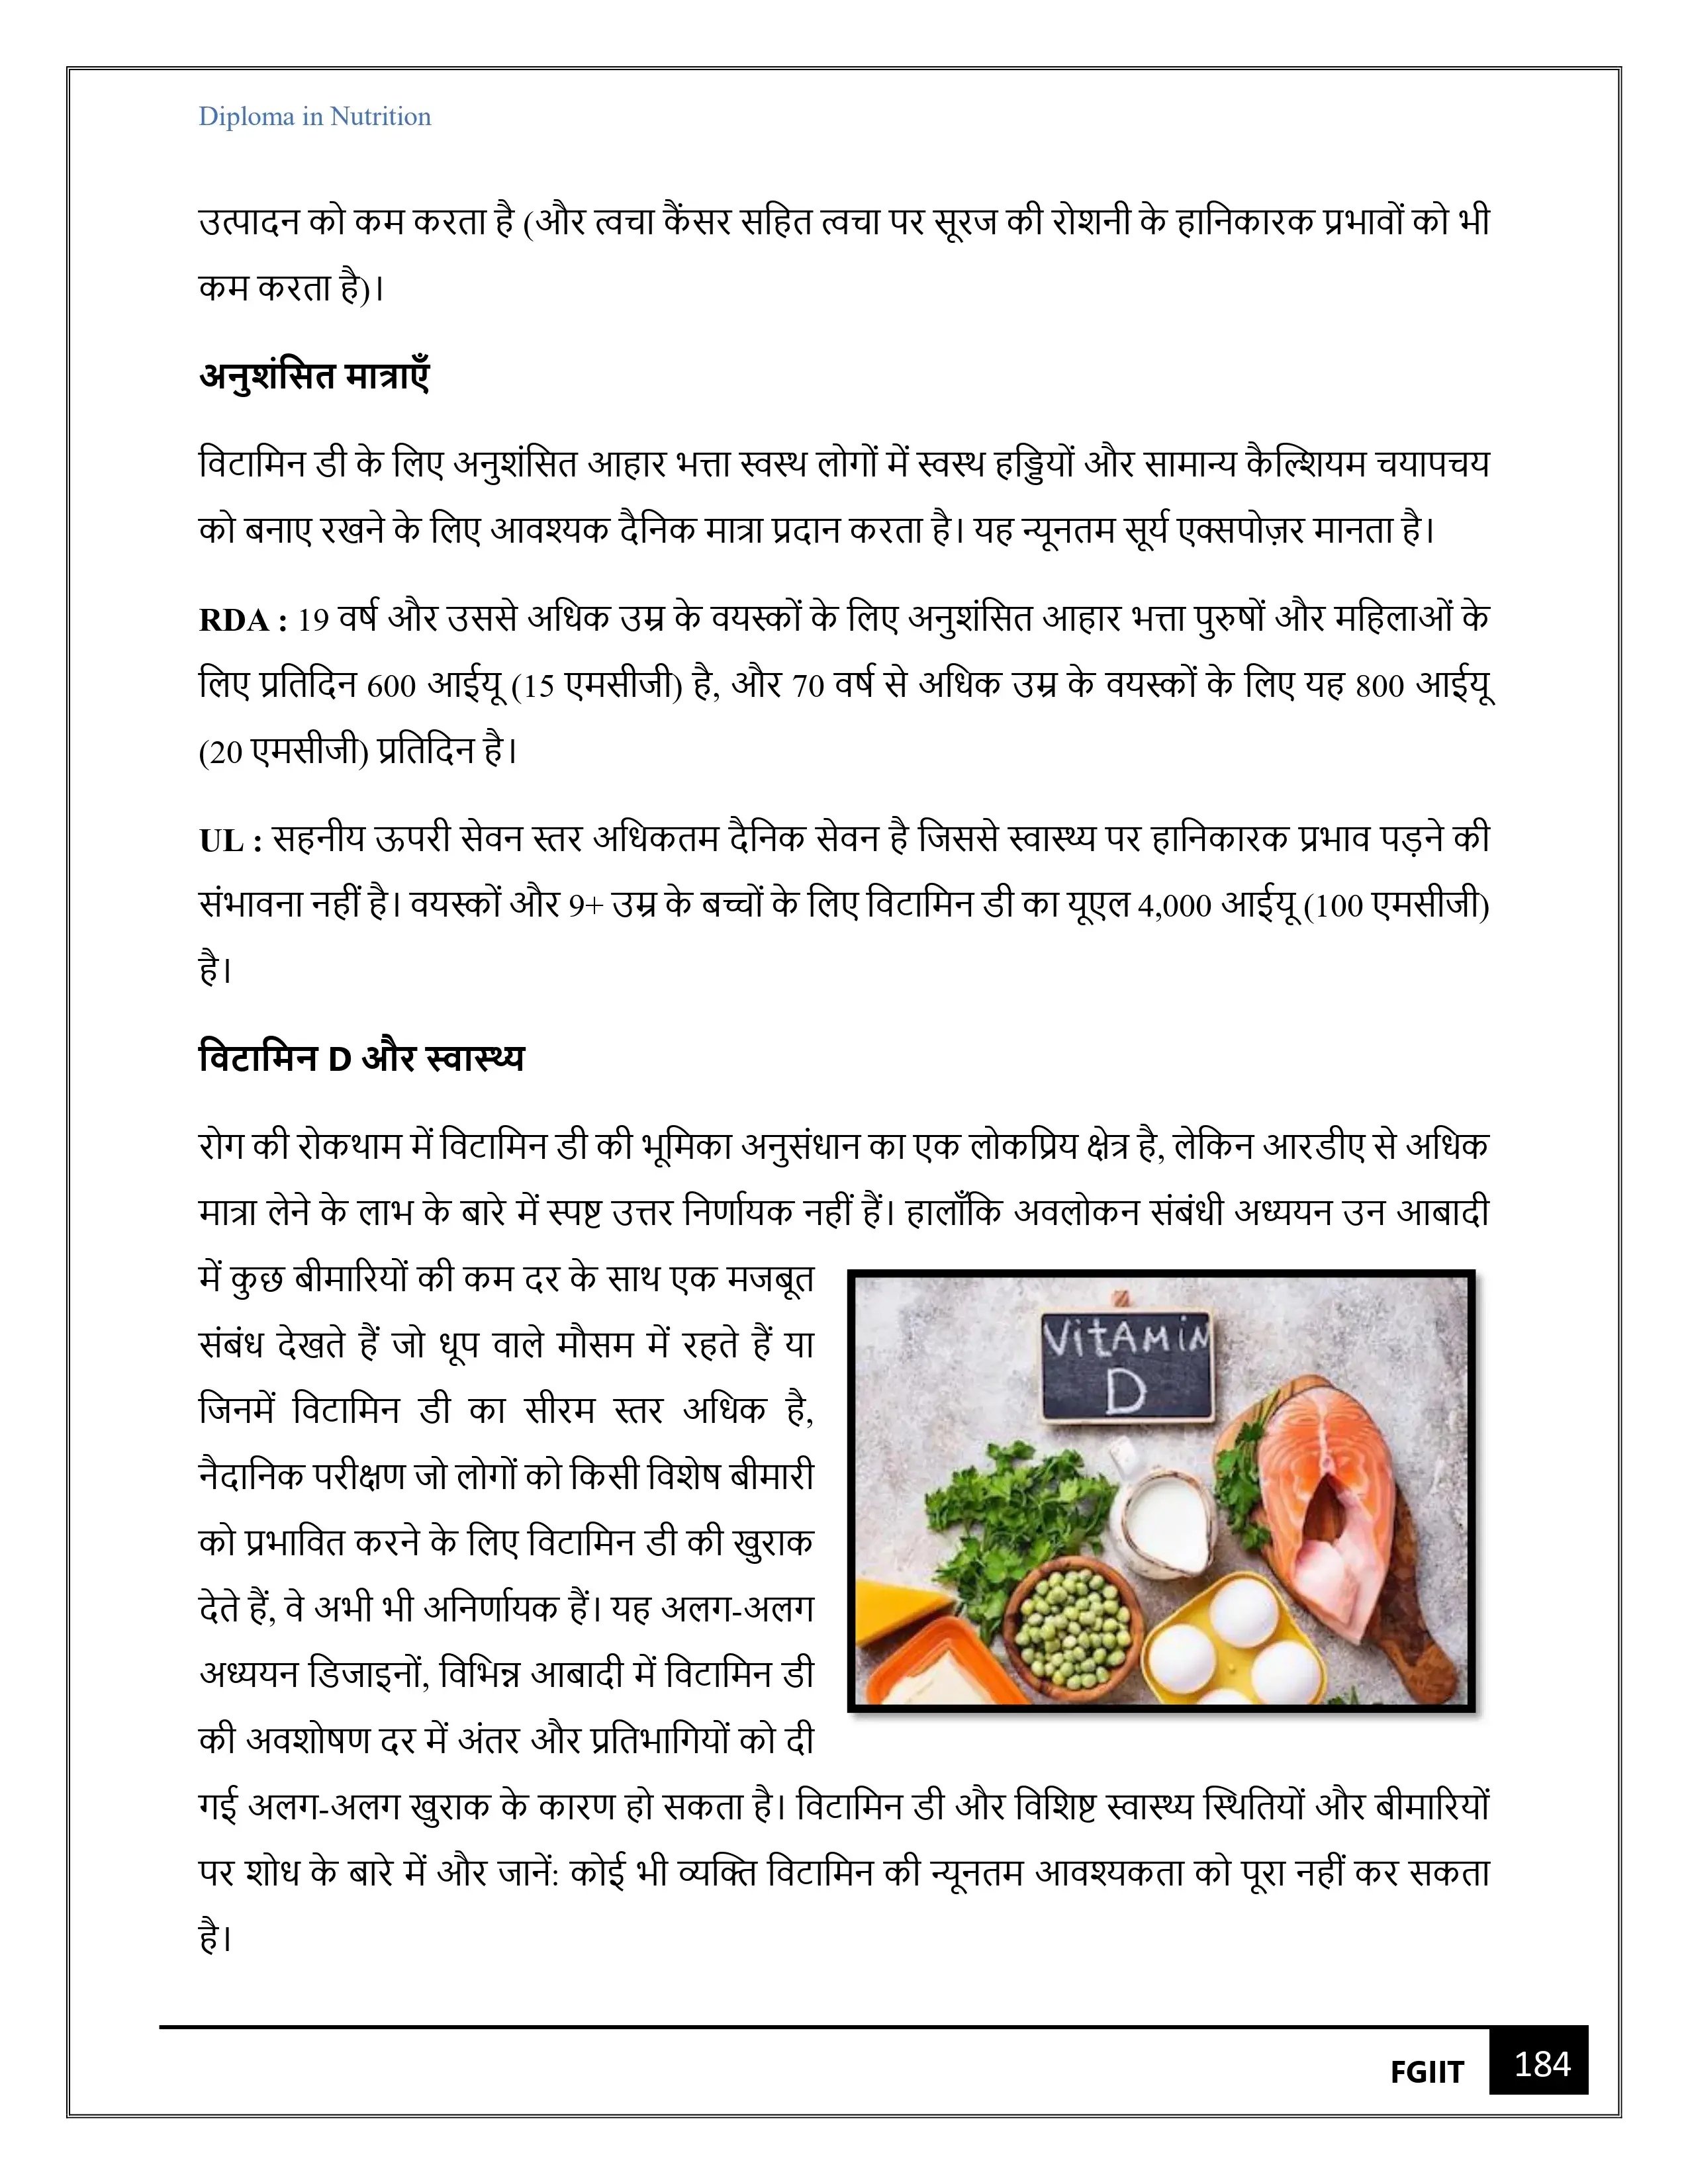 Diploma in Nutrition
उत्पादन को कम करता है (और त्वचा कैंसर सहित त्वचा पर सूरज की रोशनी के हानिकारक प्रभावों को भी
कम करता है)।
अनुशंसित मात्राएँ
विटामिन डी के लिए अनुशंसित आहार भत्ता स्वस्थ लोगों में स्वस्थ हड्डियों और सामान्य कैल्शियम चयापचय
को बनाए रखने के लिए आवश्यक दैनिक मात्रा प्रदान करता है। यह न्यूनतम सूर्य एक्सपोज़र मानता है।
RDA : 19 वर्ष और उससे अधिक उम्र के वयस्कों के लिए अनुशंसित आहार भत्ता पुरुषों और महिलाओं के
लिए प्रतिदिन 600 आईयू (15 एमसीजी) है, और 70 वर्ष से अधिक उम्र के वयस्कों के लिए यह 800 आईयू
(20 एमसीजी) प्रतिदिन है।
UL : सहनीय ऊपरी सेवन स्तर अधिकतम दैनिक सेवन है जिससे स्वास्थ्य पर हानिकारक प्रभाव पड़ने की
संभावना नहीं है। वयस्कों और 9+ उम्र के बच्चों के लिए विटामिन डी का यूएल 4,000 आईयू (100 एमसीजी)
है।
विटामिन D और स्वास्थ्य
रोग की रोकथाम में विटामिन डी की भूमिका अनुसंधान का एक लोकप्रिय क्षेत्र है, लेकिन आरडीए से अधिक
मात्रा लेने के लाभ के बारे में स्पष्ट उत्तर निर्णायक नहीं हैं। हालाँकि अवलोकन संबंधी अध्ययन उन आबादी
में कुछ बीमारियों की कम दर के साथ एक मजबूत
संबंध देखते हैं जो धूप वाले मौसम में रहते हैं या
जिनमें विटामिन डी का सीरम स्तर अधिक है,
नैदानिक परीक्षण जो लोगों को किसी विशेष बीमारी
को प्रभावित करने के लिए विटामिन डी की खुराक
देते हैं, वे अभी भी अनिर्णायक हैं। यह अलग-अलग
अध्ययन डिजाइनों, विभिन्न आबादी में विटामिन डी
की अवशोषण दर में अंतर और प्रतिभागियों को दी
गई अलग-अलग खुराक के कारण हो सकता है। विटामिन डी और विशिष्ट स्वास्थ्य स्थितियों और बीमारियों
पर शोध के बारे में और जानें: कोई भी व्यक्ति विटामिन की न्यूनतम आवश्यकता को पूरा नहीं कर सकता
है।
VitAMiN
D
FGIIT 184